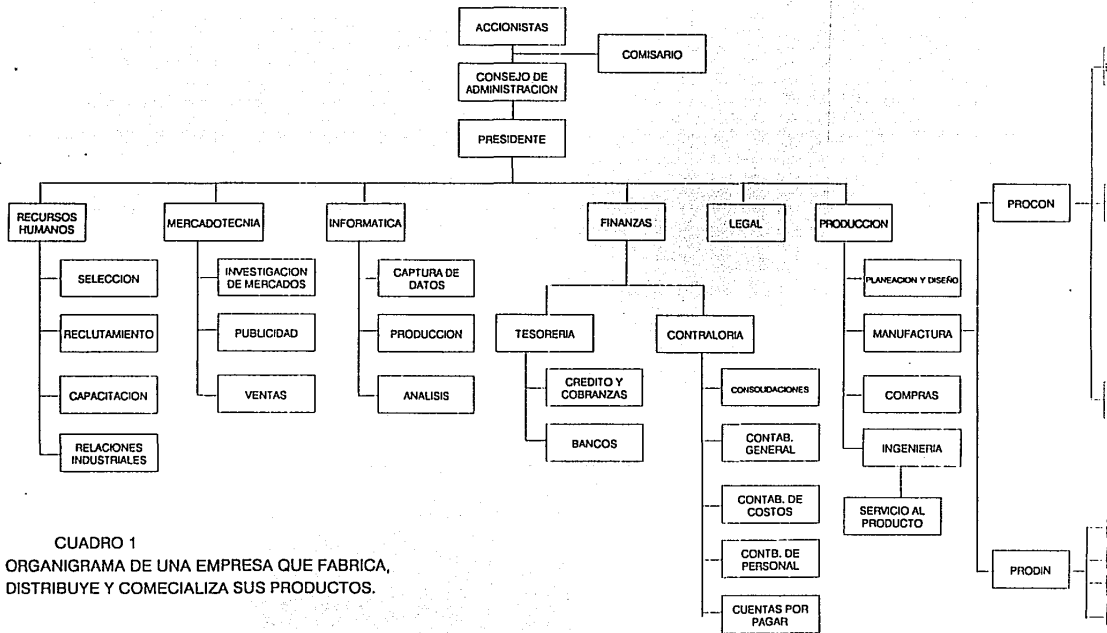 ACCIONISTAS
COMISARIO
CONSEJO DE
ADMINISTRACION
PRESIDENTE
RECURSOS
HUMANOS
MERCADOTECNIA
INFORMATICA
FINANZAS
LEGAL
PRODUCCION
PROCON
SELECCION
RECLUTAMIENTO
CAPACITACION
RELACIONES
INDUSTRIALES
INVESTIGACION
DE MERCADOS
PUBLICIDAD
VENTAS
CAPTURA DE
DATOS
PRODUCCION
ANALISIS
TESORERIA
CREDITO Y
COBRANZAS
BANCOS
CONTRALORIA
CONSOLIDACIONES
CONTAB.
GENERAL
CONTAB. DE
COSTOS
CONTB. DE
PERSONAL
CUENTAS POR
PAGAR
PLANEACION Y DISEÑO
MANUFACTURA
COMPRAS
INGENIERIA
SERVICIO AL
PRODUCTO
PRODIN
CUADRO 1
ORGANIGRAMA DE UNA EMPRESA QUE FABRICA,
DISTRIBUYE Y COMECIALIZA SUS PRODUCTOS.